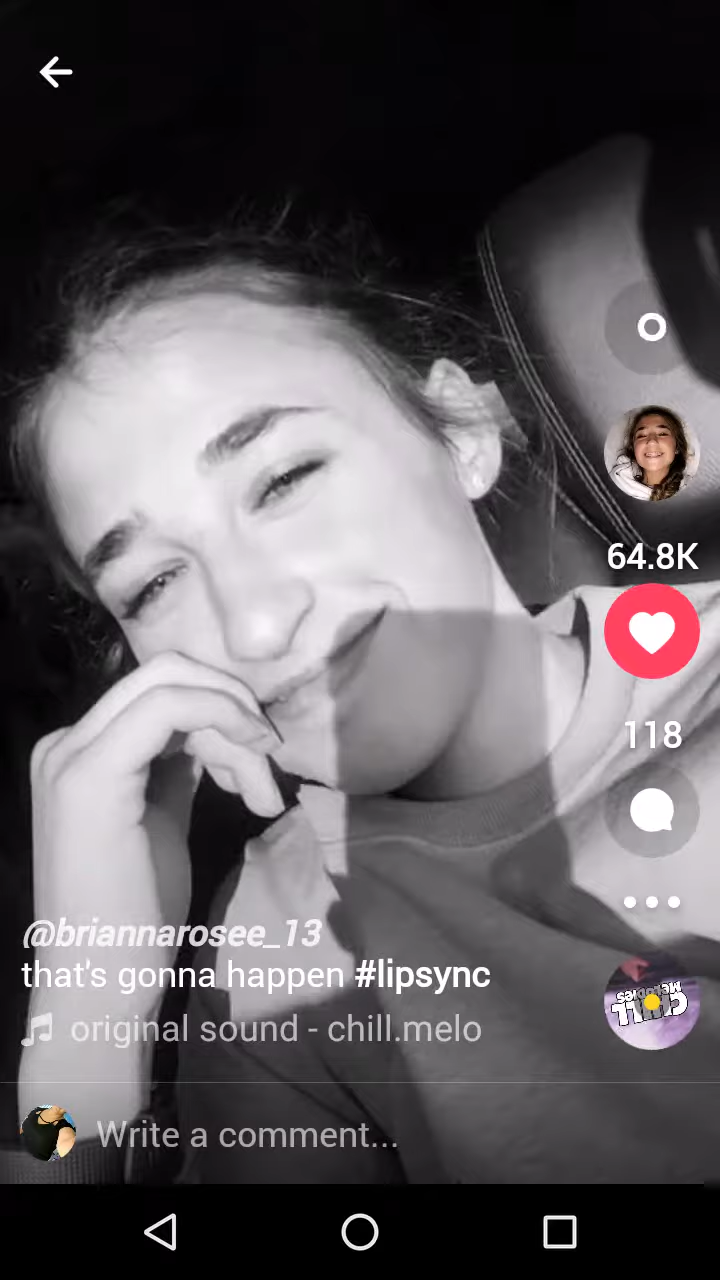 64.8K
118
@briannarosee_13
that's gonna happen #lipsync
original sound - chill.melo
Write a comment...